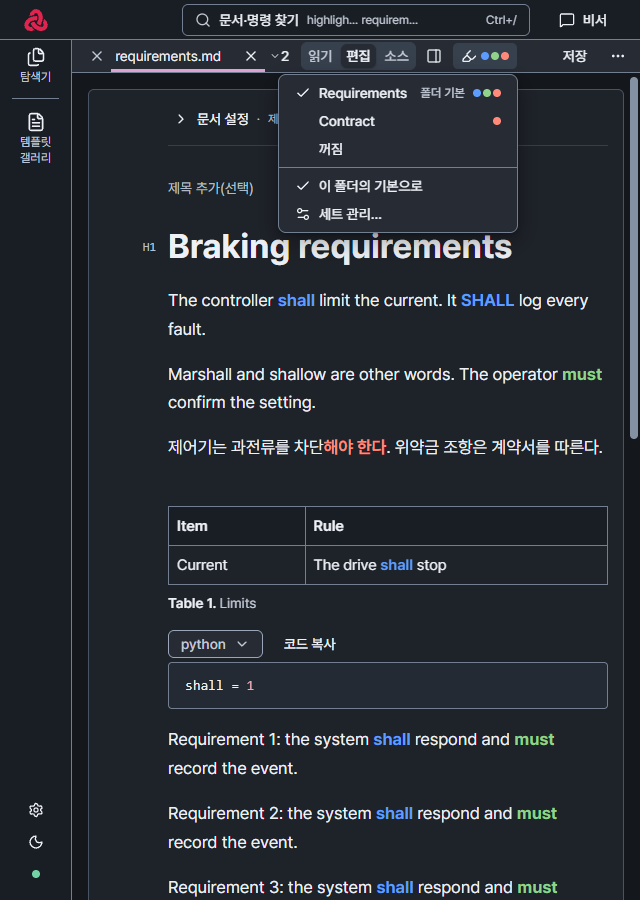 문서·명령 찾기 highligh... requirem... Ctrl+/
비서
탐색기
requirements.md
2
읽기 편집 소스
저장
Requirements 폴더 기본
Contract
꺼짐
이 폴더의 기본으로
세트 관리...
템플릿
갤러리
문서 설정 · 제
제목 추가(선택)
H1 Braking requirements
The controller shall limit the current. It SHALL log every
fault.
Marshall and shallow are other words. The operator must
confirm the setting.
제어기는 과전류를 차단해야 한다. 위약금 조항은 계약서를 따른다.
Item Rule
Current The drive shall stop
Table 1. Limits
python 코드 복사
shall = 1
Requirement 1: the system shall respond and must
record the event.
Requirement 2: the system shall respond and must
record the event.
Requirement 3: the system shall respond and must